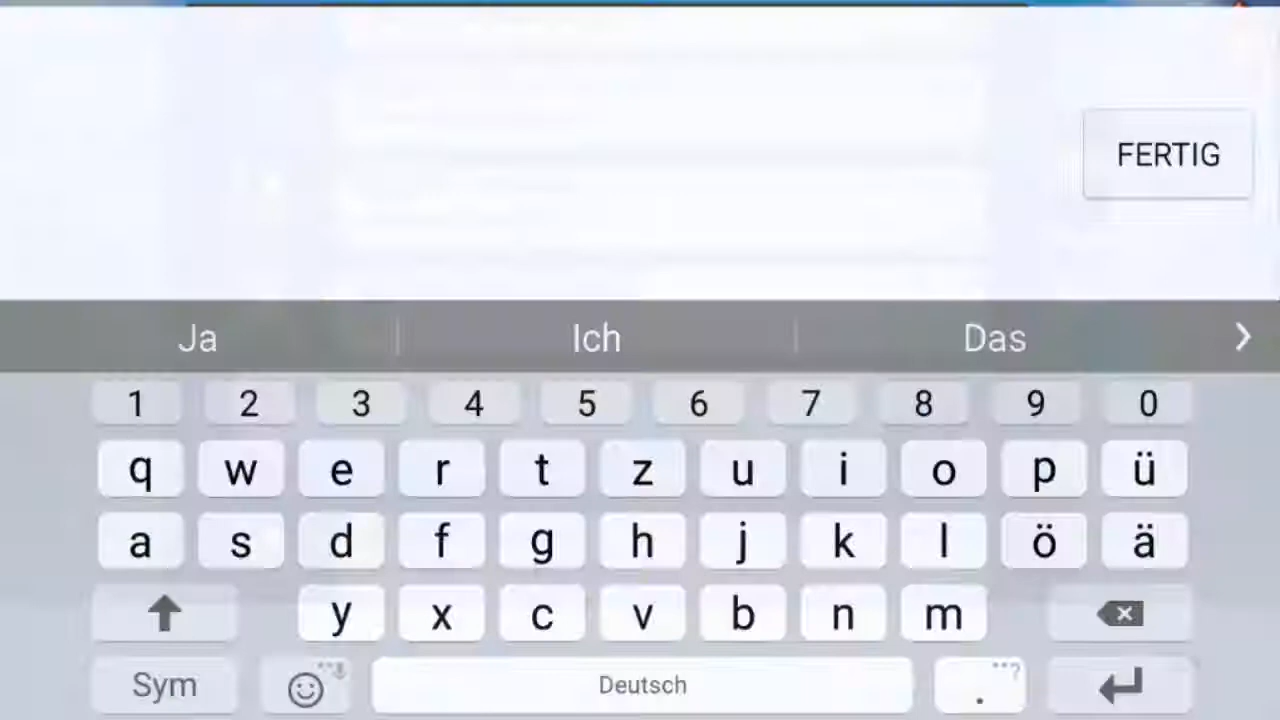 FERTIG
Ja Ich Das
1 2 3 4 5 6 7 8 9 0
q w e r t z u i o p ü
a s d f g h j k l ö ä
y x c v b n m
Sym Deutsch .